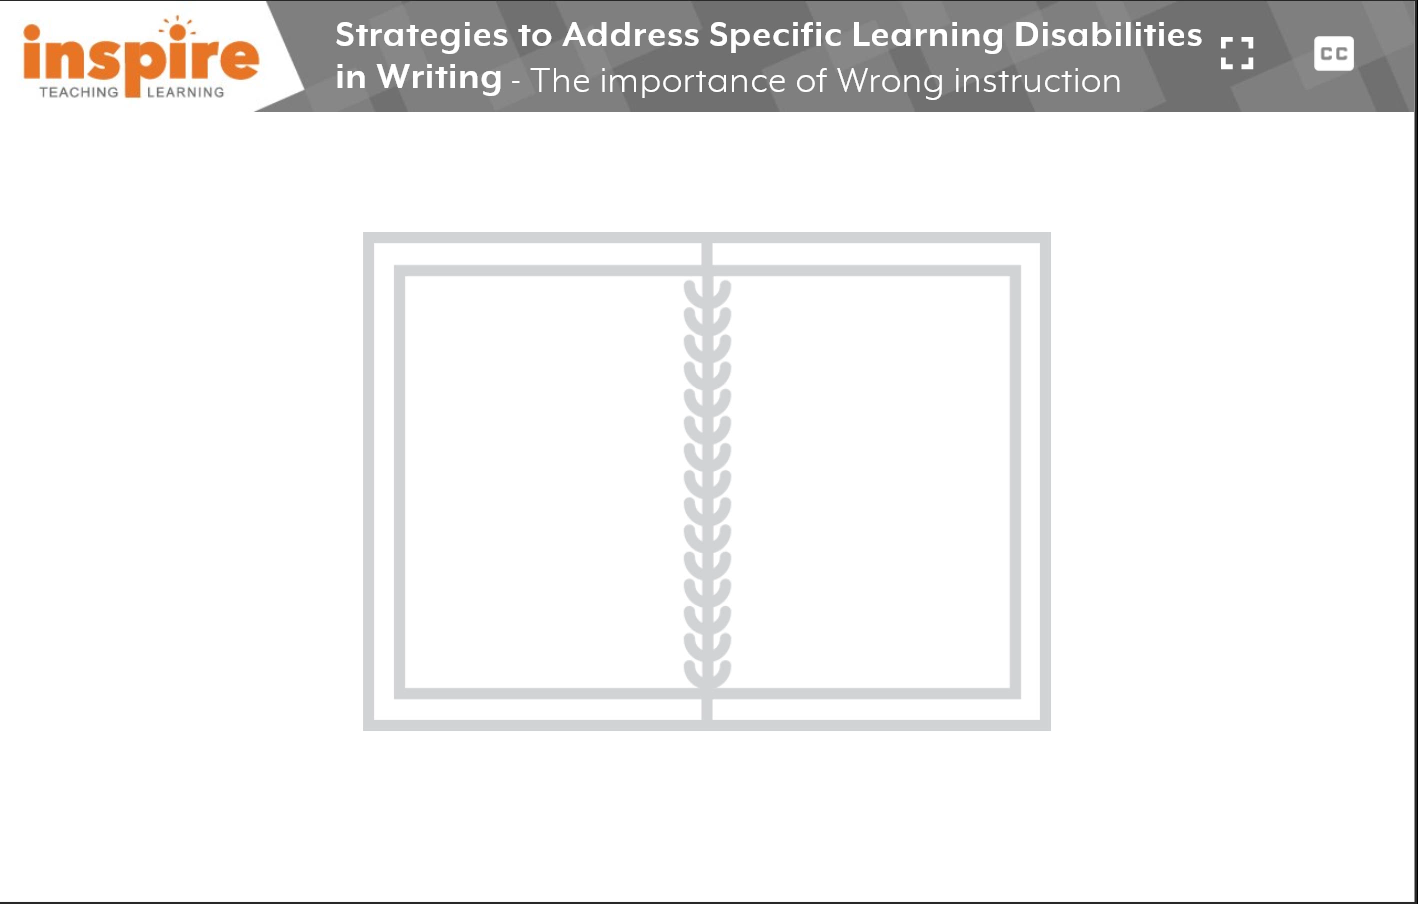 inspire
TEACHING LEARNING
Strategies to Address Specific Learning Disabilities
in Writing - The importance of Wrong instruction
CC